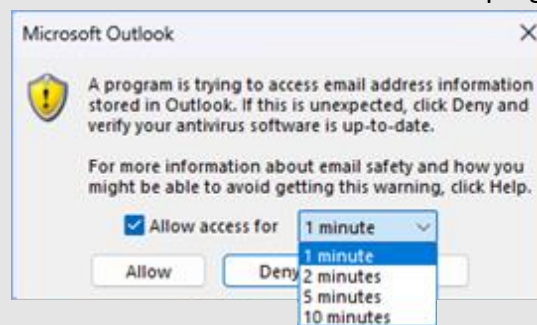 Microsoft Outlook
A program is trying to access email address information
stored in Outlook. If this is unexpected, click Deny and
verify your antivirus software is up-to-date.
For more information about email safety and how you
might be able to avoid getting this warning, click Help.
Allow access for 1 minute
1 minute
Allow Deny
2 minutes
5 minutes
10 minutes